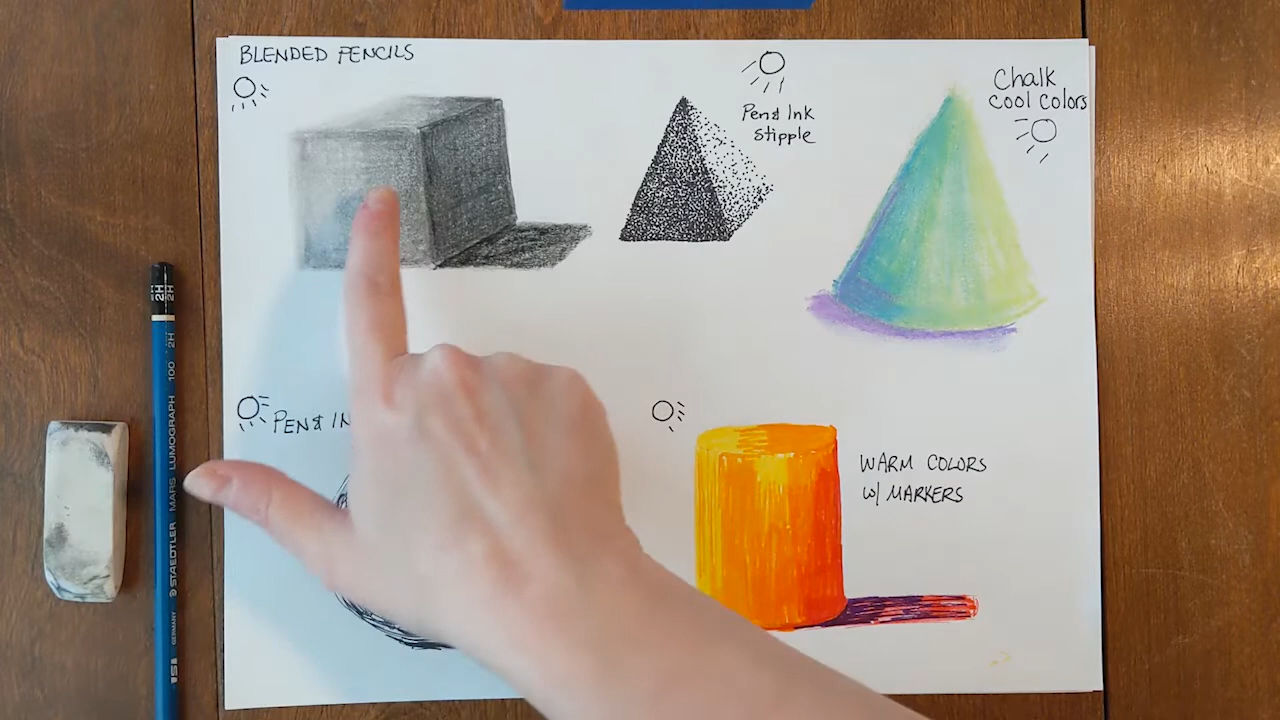 BLENDED PENCILS
Pen & Ink
Stipple
Chalk
Cool Colors
PEN & IN
WARM COLORS
W/ MARKERS
2H
100 2H
STAEDTLER MARS LUMOGRAPH
GERMANY